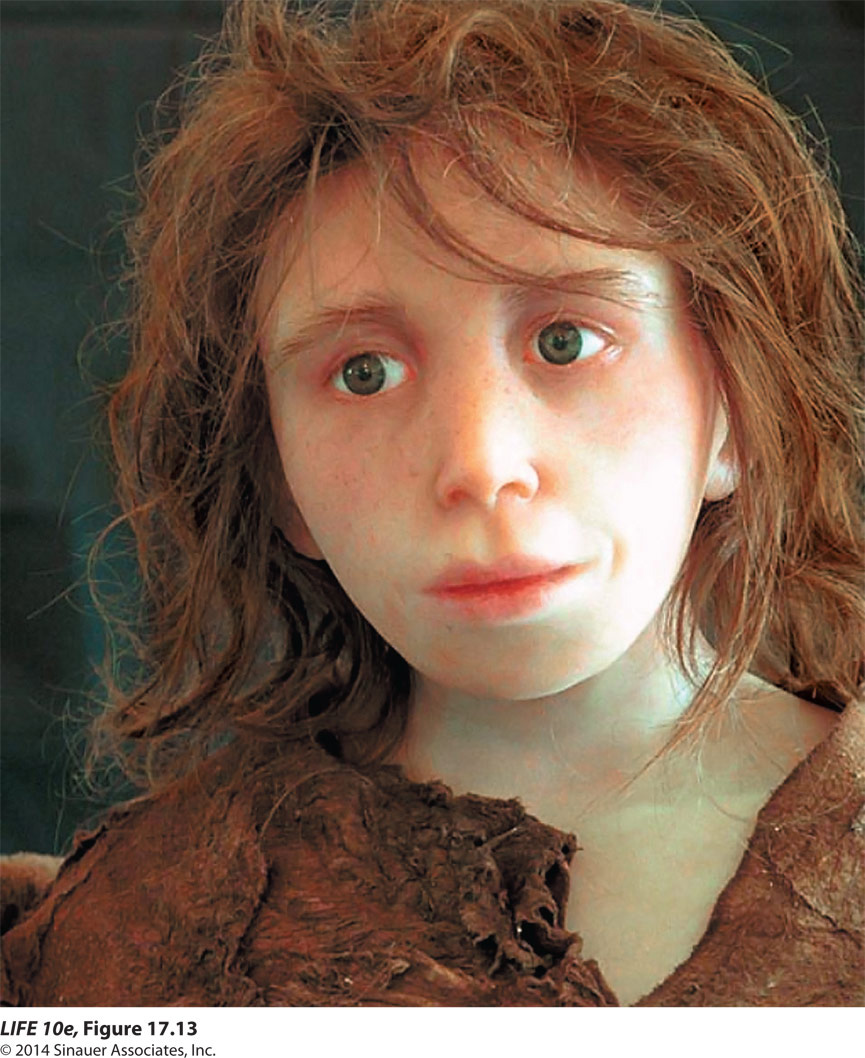 LIFE 10e, Figure 17.13
© 2014 Sinauer Associates, Inc.